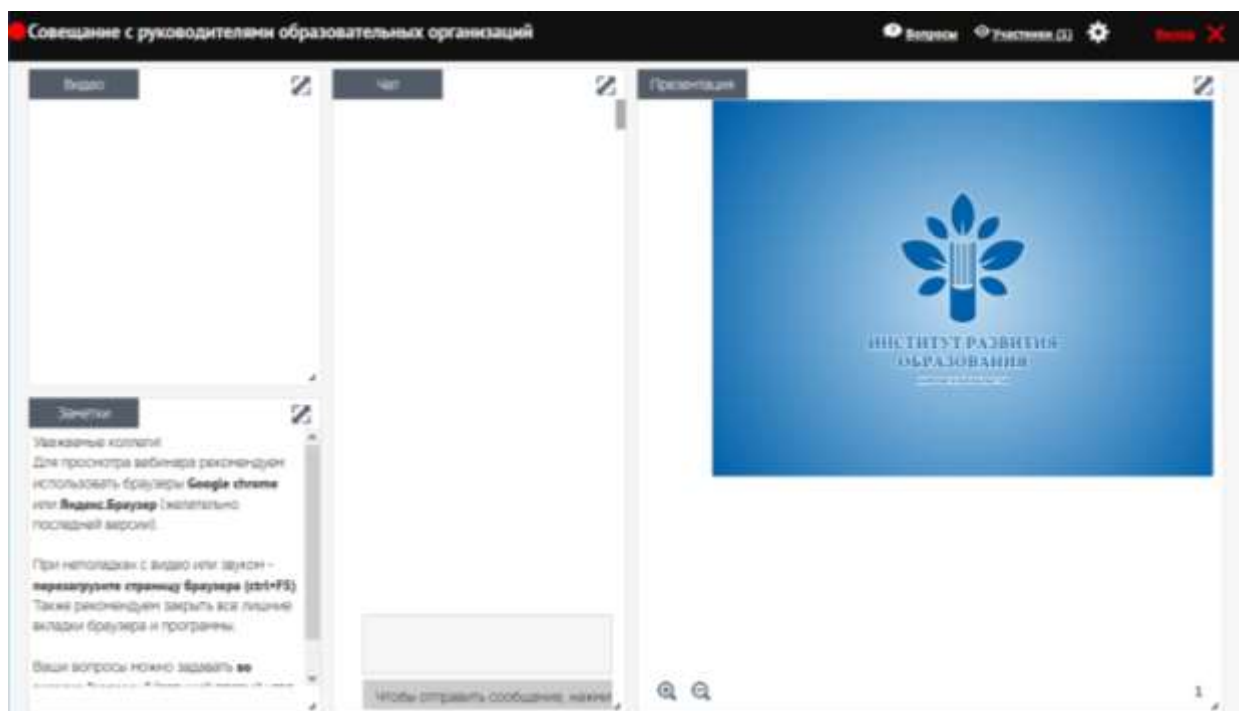 Совещание с руководителями образовательных организаций
Вопросы
Участники (1)
Выход
Видео
Чат
Презентация
ИНСТИТУТ РАЗВИТИЯ
ОБРАЗОВАНИЯ
Заметки
Уважаемые коллеги!
Для просмотра вебинара рекомендуем
использовать браузеры Google chrome
или Яндекс.Браузер (желательно
последней версии).
При неполадках с видео или звуком –
перезагрузите страницу браузера (ctrl+F5)
Также рекомендуем закрыть все лишние
вкладки браузера и программы.
Ваши вопросы можно задавать во
Чтобы отправить сообщение, нажми
1